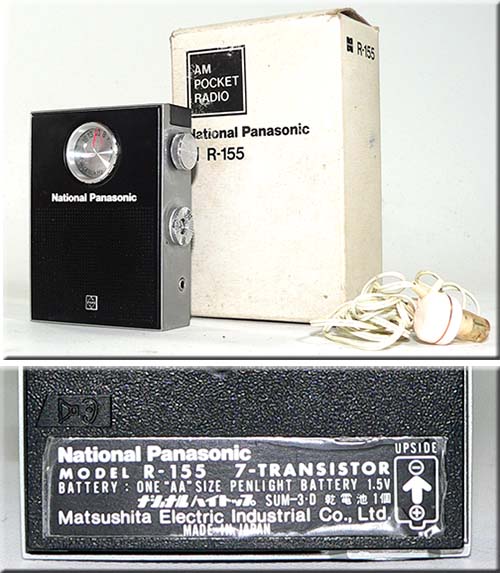 AM
POCKET
RADIO
R-155
National Panasonic
R-155
National Panasonic
National Panasonic
MODEL R-155 7-TRANSISTOR
BATTERY: ONE "AA" SIZE PENLIGHT BATTERY 1.5V
ナショナルハイトップ SUM-3·D 乾電池1個
Matsushita Electric Industrial Co., Ltd.
MADE IN JAPAN
UPSIDE